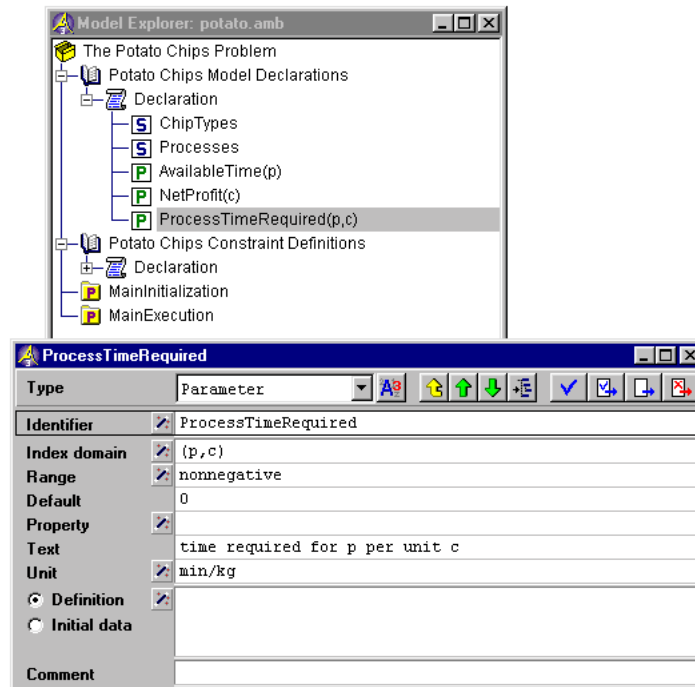 Model Explorer: potato.amb
The Potato Chips Problem
Potato Chips Model Declarations
Declaration
S ChipTypes
S Processes
P AvailableTime(p)
P NetProfit(c)
P ProcessTimeRequired(p,c)
Potato Chips Constraint Definitions
Declaration
P MainInitialization
P MainExecution
ProcessTimeRequired
Type Parameter
Identifier ProcessTimeRequired
Index domain (p,c)
Range nonnegative
Default 0
Property
Text time required for p per unit c
Unit min/kg
Definition
Initial data
Comment